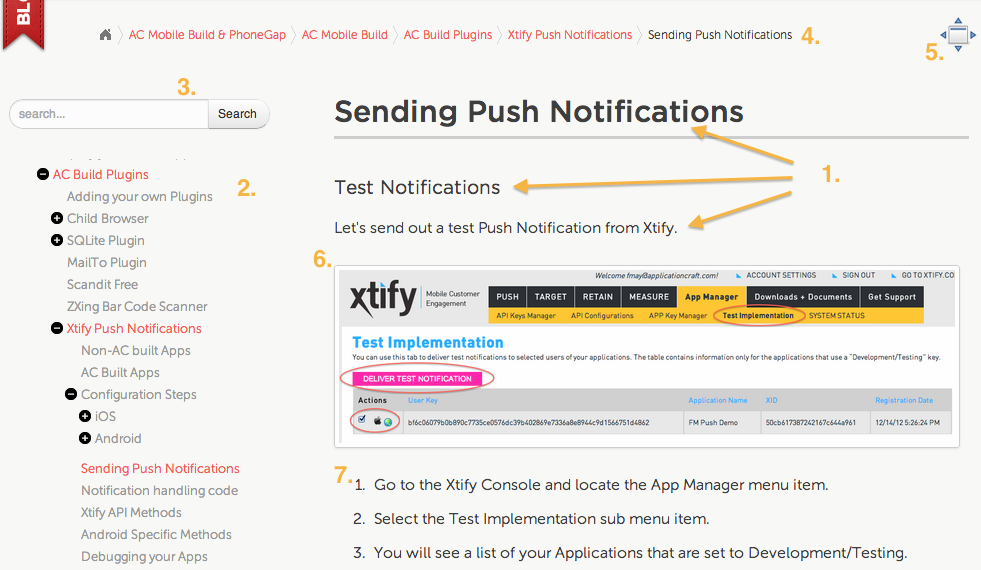 BLO
AC Mobile Build & PhoneGap
AC Mobile Build
AC Build Plugins
Xtify Push Notifications
Sending Push Notifications
4.
5.
3.
search...
Search
Sending Push Notifications
1.
2.
AC Build Plugins
Adding your own Plugins
Child Browser
SQLite Plugin
MailTo Plugin
Scandit Free
ZXing Bar Code Scanner
Xtify Push Notifications
Non-AC built Apps
AC Built Apps
Configuration Steps
iOS
Android
Sending Push Notifications
Notification handling code
Xtify API Methods
Android Specific Methods
Debugging your Apps
Test Notifications
Let's send out a test Push Notification from Xtify.
6.
Welcome fmay@applicationcraft.com!
ACCOUNT SETTINGS
SIGN OUT
GO TO XTIFY.CO
xtify
Mobile Customer
Engagement
PUSH
TARGET
RETAIN
MEASURE
App Manager
Downloads + Documents
Get Support
API Keys Manager
API Configurations
APP Key Manager
Test Implementation
SYSTEM STATUS
Test Implementation
You can use this tab to deliver test notifications to selected users of your applications. The table contains information only for the applications that use a "Development/Testing" key.
DELIVER TEST NOTIFICATION
Actions
User Key
Application Name
XID
Registration Date
bf6c06079b0b890c7735ce0576dc39b402869e7336a8e8944c9d1566751d4862
FM Push Demo
50cb617387242167c644a961
12/14/12 5:26:24 PM
7.
1. Go to the Xtify Console and locate the App Manager menu item.
2. Select the Test Implementation sub menu item.
3. You will see a list of your Applications that are set to Development/Testing.